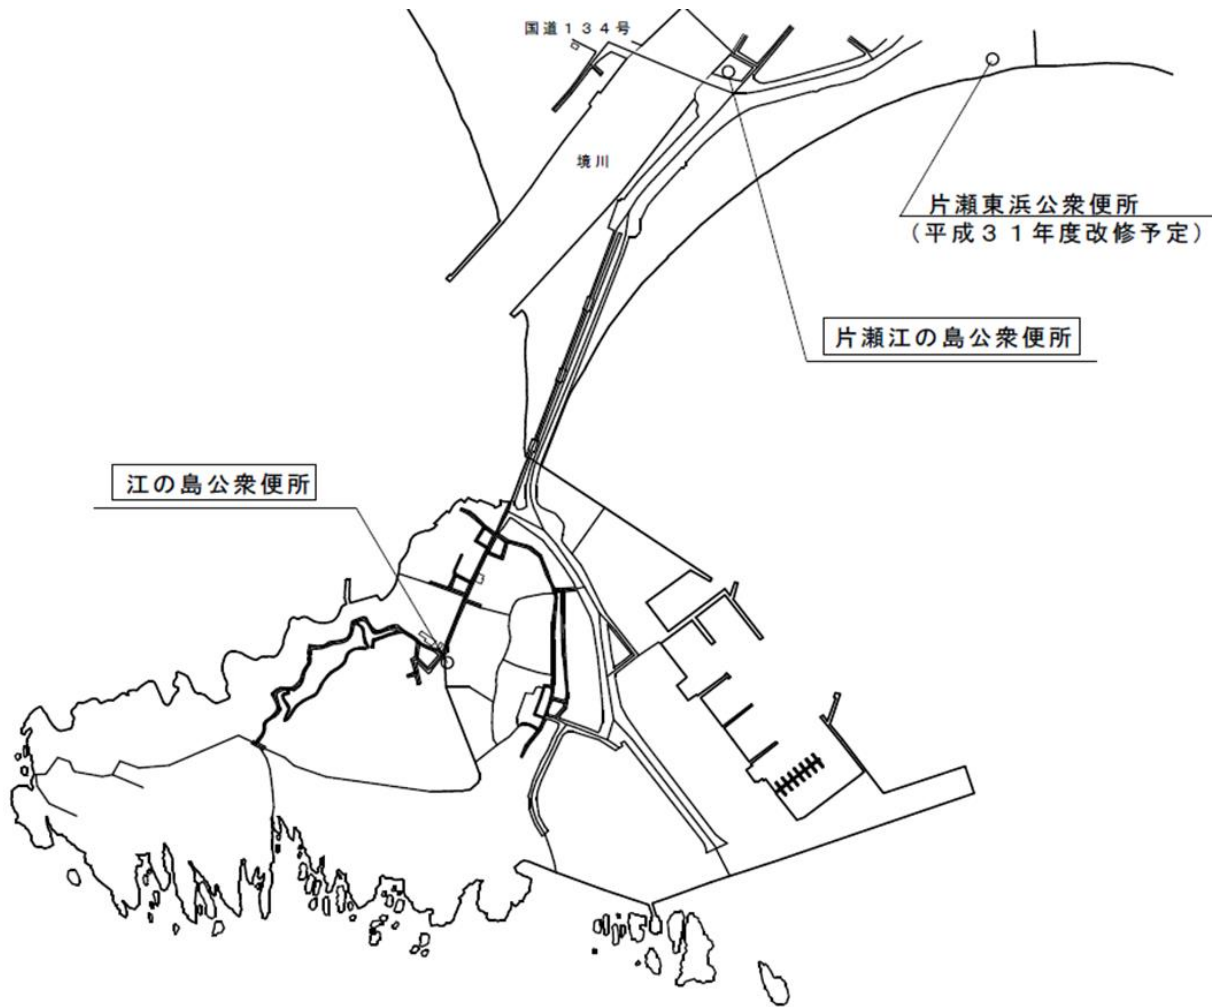 国道１３４号
境川
片瀬東浜公衆便所
（平成３１年度改修予定）
片瀬江の島公衆便所
江の島公衆便所